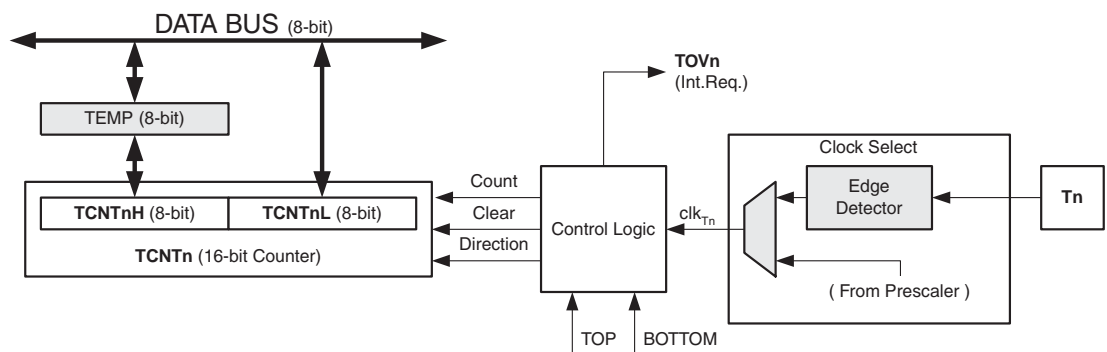 DATA BUS (8-bit)
TOVn
(Int.Req.)
TEMP (8-bit)
Clock Select
Edge
Detector
Tn
TCNTnH (8-bit) TCNTnL (8-bit)
TCNTn (16-bit Counter)
Count
Clear
Direction
Control Logic
clkTn
( From Prescaler )
TOP
BOTTOM